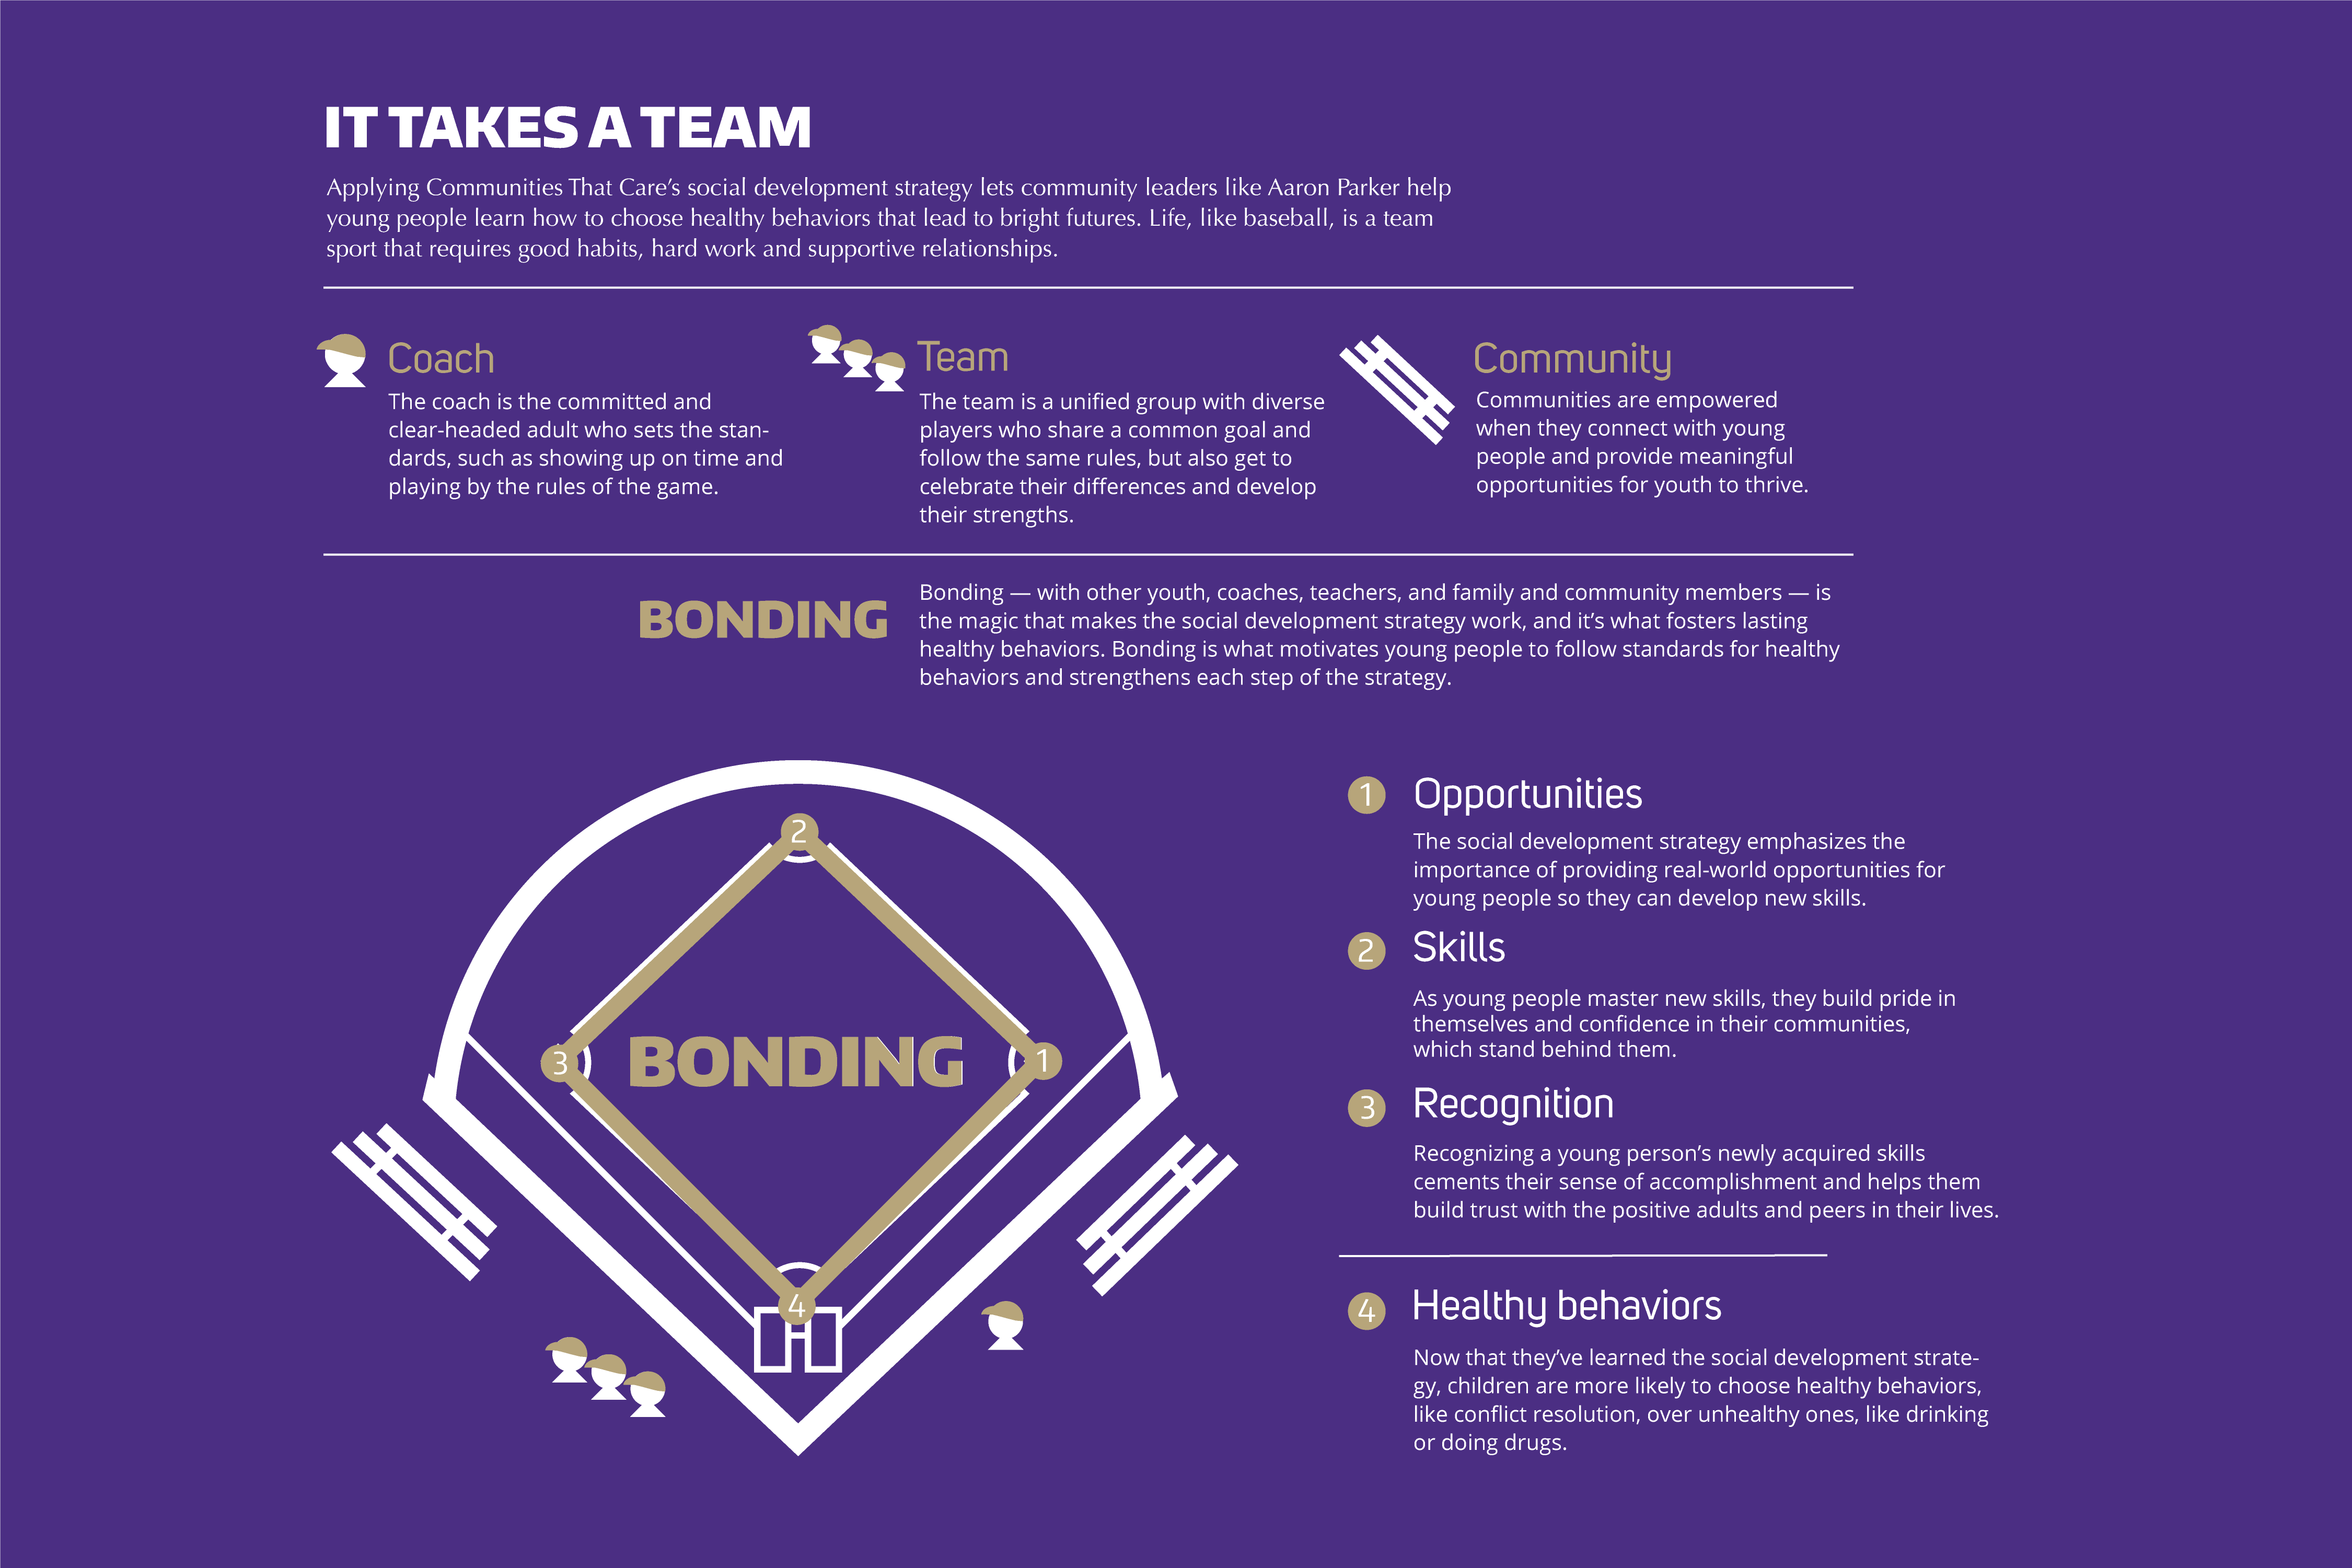 IT TAKES A TEAM
Applying Communities That Care’s social development strategy lets community leaders like Aaron Parker help
young people learn how to choose healthy behaviors that lead to bright futures. Life, like baseball, is a team
sport that requires good habits, hard work and supportive relationships.
Coach
The coach is the committed and
clear-headed adult who sets the stan-
dards, such as showing up on time and
playing by the rules of the game.
Team
The team is a unified group with diverse
players who share a common goal and
follow the same rules, but also get to
celebrate their differences and develop
their strengths.
Community
Communities are empowered
when they connect with young
people and provide meaningful
opportunities for youth to thrive.
BONDING
Bonding — with other youth, coaches, teachers, and family and community members — is
the magic that makes the social development strategy work, and it’s what fosters lasting
healthy behaviors. Bonding is what motivates young people to follow standards for healthy
behaviors and strengthens each step of the strategy.
2
3
BONDING
1
4
1 Opportunities
The social development strategy emphasizes the
importance of providing real-world opportunities for
young people so they can develop new skills.
2 Skills
As young people master new skills, they build pride in
themselves and confidence in their communities,
which stand behind them.
3 Recognition
Recognizing a young person’s newly acquired skills
cements their sense of accomplishment and helps them
build trust with the positive adults and peers in their lives.
4 Healthy behaviors
Now that they’ve learned the social development strate-
gy, children are more likely to choose healthy behaviors,
like conflict resolution, over unhealthy ones, like drinking
or doing drugs.